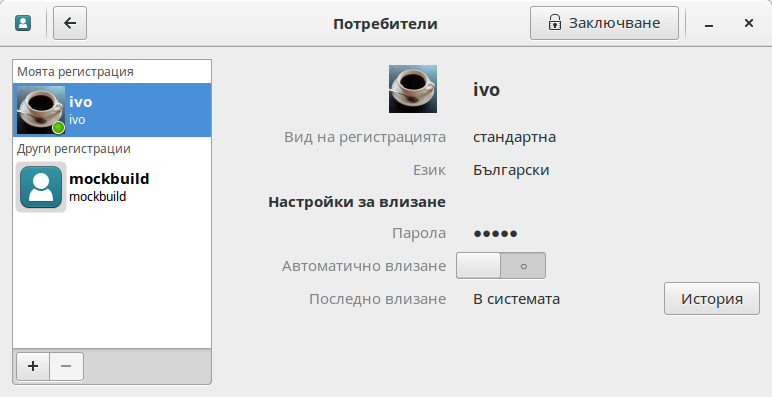 Потребители
Заключване
Моята регистрация
ivo
ivo
Други регистрации
mockbuild
mockbuild
ivo
Вид на регистрацията стандартна
Език Български
Настройки за влизане
Парола ●●●●●
Автоматично влизане
Последно влизане В системата История